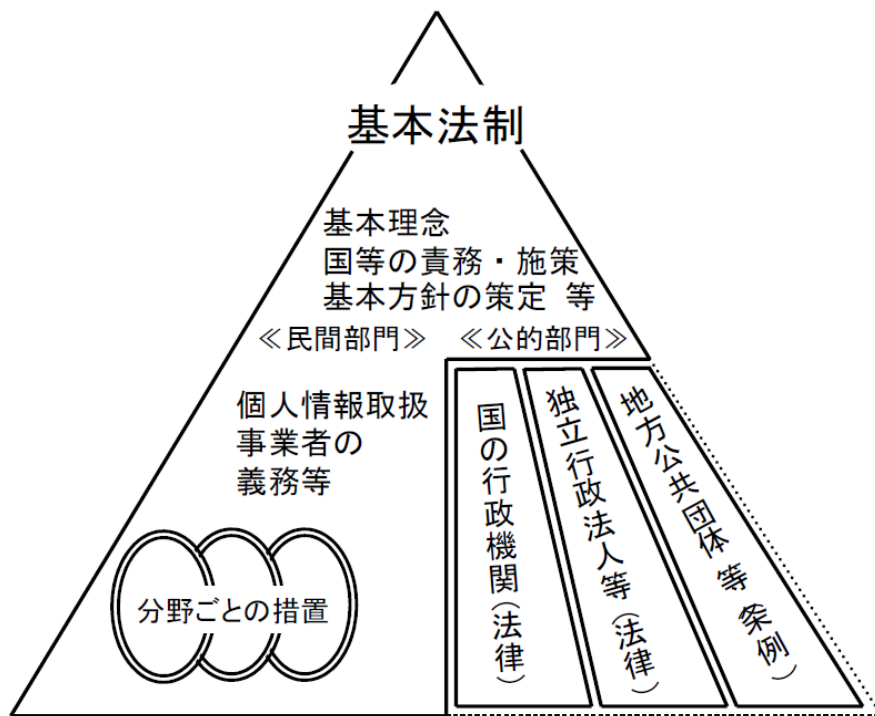 基本法制
基本理念
国等の責務・施策
基本方針の策定 等
≪民間部門≫ ≪公的部門≫
個人情報取扱
事業者の
義務等
分野ごとの措置
国の行政機関(法律)
独立行政法人等(法律)
地方公共団体等 条例)